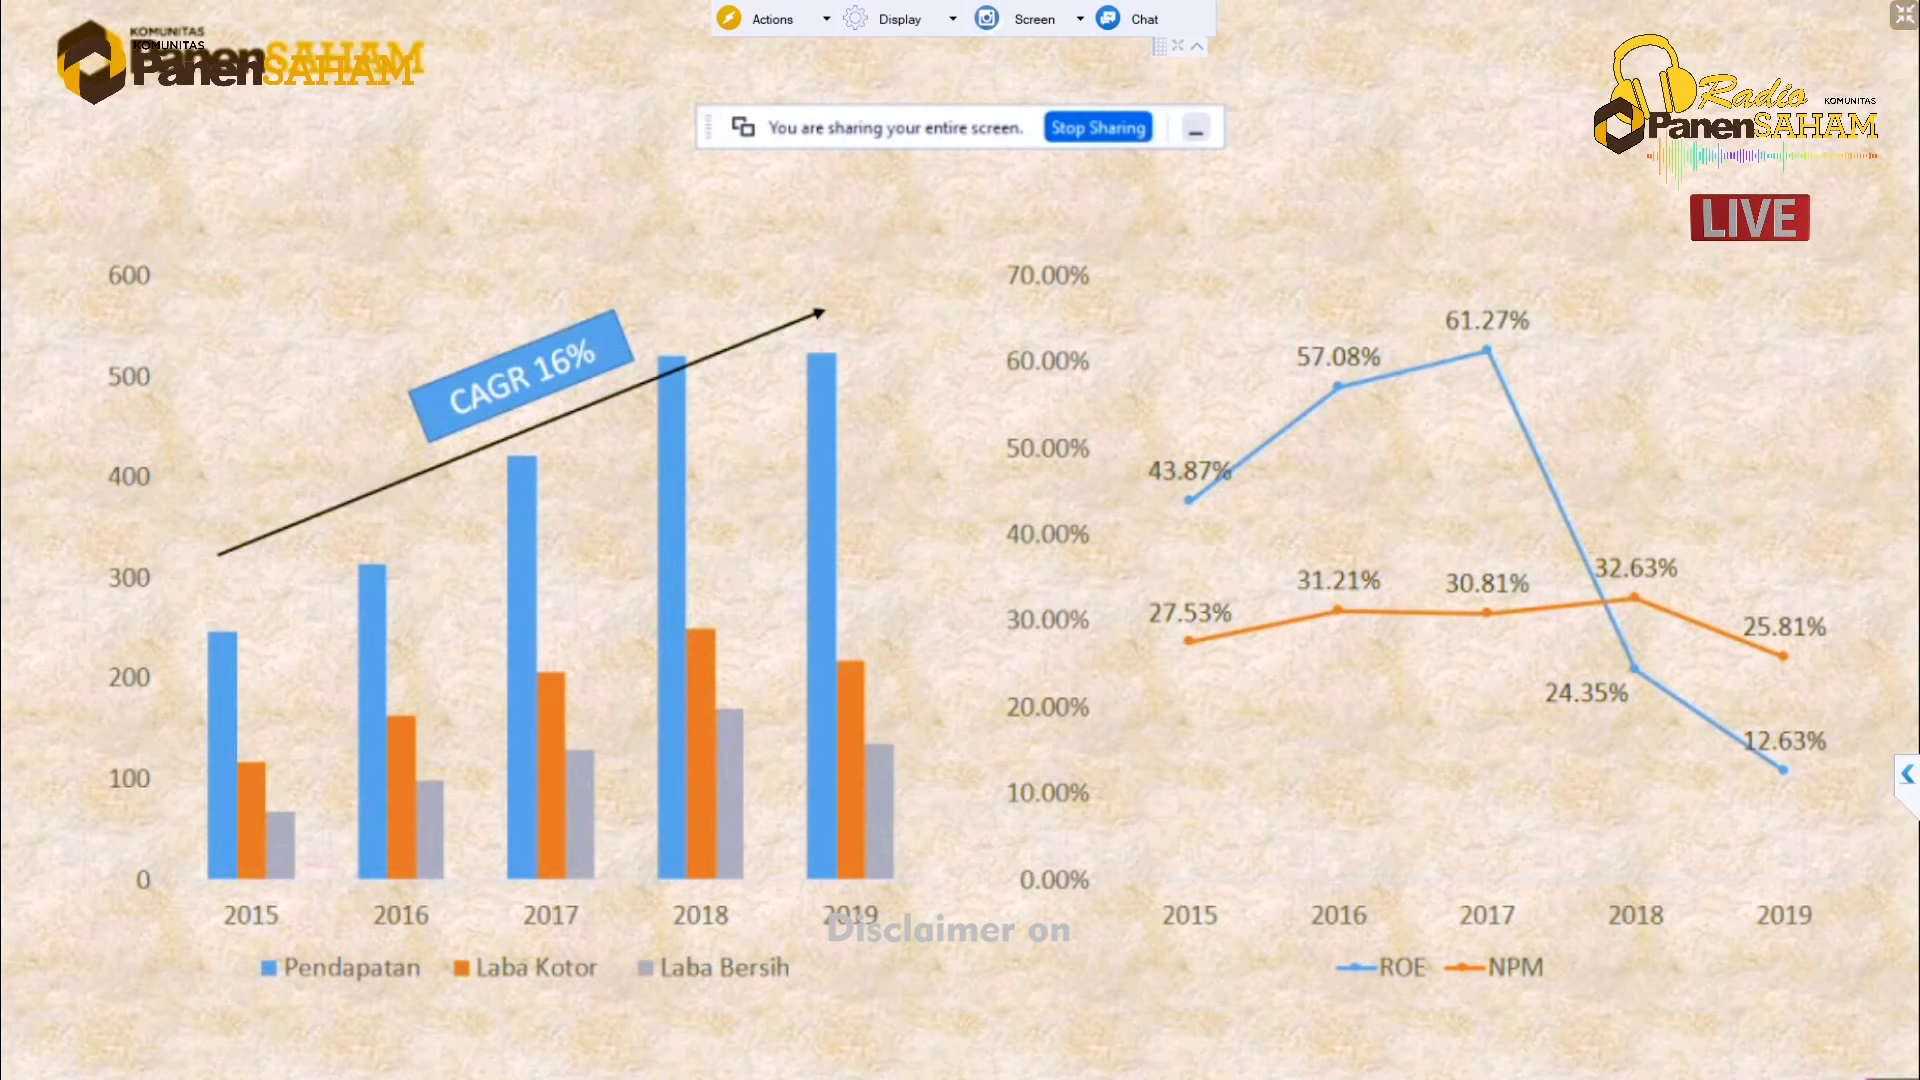 Actions
Display
Screen
Chat
KOMUNITAS
KOMUNITAS
PanenSAHAM
PanenSAHAM
You are sharing your entire screen.
Stop Sharing
Radio
KOMUNITAS
PanenSAHAM
LIVE
600
500
400
300
200
100
0
CAGR 16%
2015
2016
2017
2018
2019
Pendapatan
Laba Kotor
Laba Bersih
70.00%
60.00%
50.00%
40.00%
30.00%
20.00%
10.00%
0.00%
43.87%
57.08%
61.27%
24.35%
12.63%
27.53%
31.21%
30.81%
32.63%
25.81%
2015
2016
2017
2018
2019
ROE
NPM
Disclaimer on